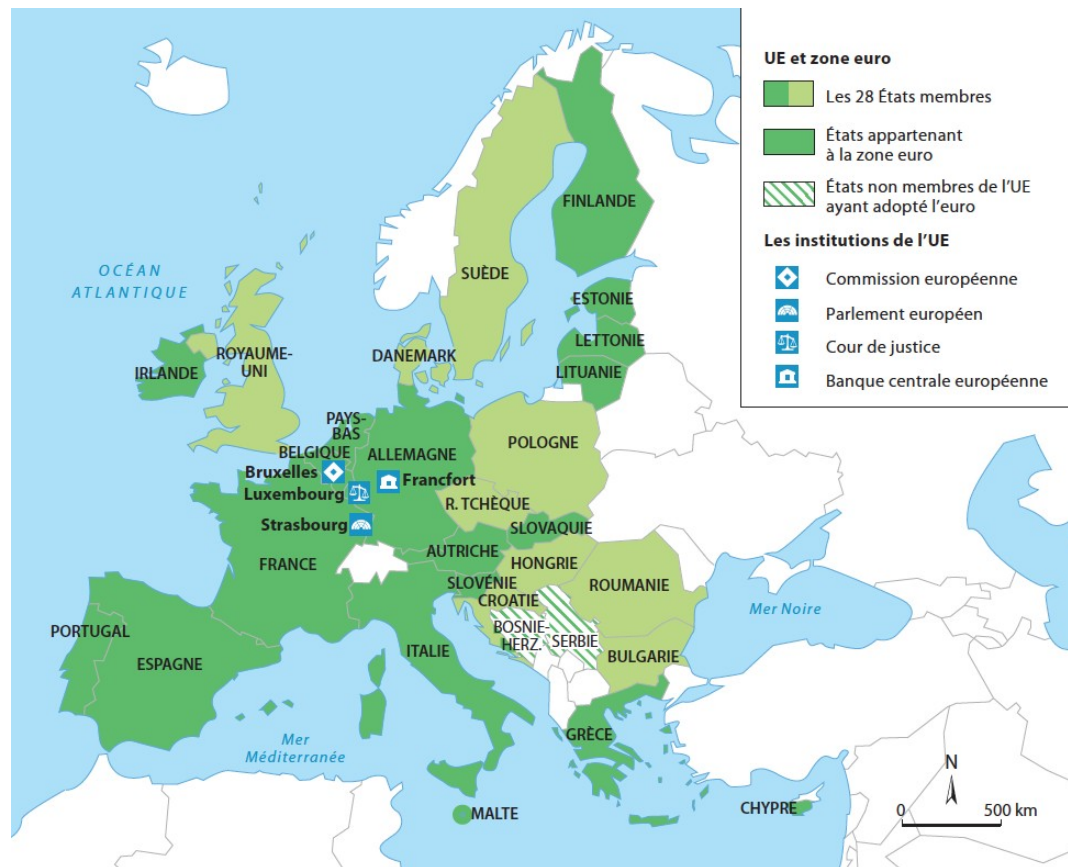 UE et zone euro
Les 28 États membres
États appartenant
à la zone euro
États non membres de l'UE
ayant adopté l'euro
Les institutions de l'UE
Commission européenne
Parlement européen
Cour de justice
Banque centrale européenne
OCÉAN
ATLANTIQUE
FINLANDE
SUÈDE
ESTONIE
LETTONIE
LITUANIE
DANEMARK
ROYAUME-
UNI
IRLANDE
PAYS-
BAS
BELGIQUE
ALLEMAGNE
POLOGNE
Bruxelles
Francfort
Luxembourg
R. TCHÈQUE
Strasbourg
SLOVAQUIE
AUTRICHE
FRANCE
HONGRIE
SLOVÉNIE
ROUMANIE
CROATIE
Mer Noire
BOSNIE-
HERZ.
SERBIE
PORTUGAL
ESPAGNE
ITALIE
BULGARIE
Mer
Méditerranée
GRÈCE
MALTE
CHYPRE
N
0 500 km